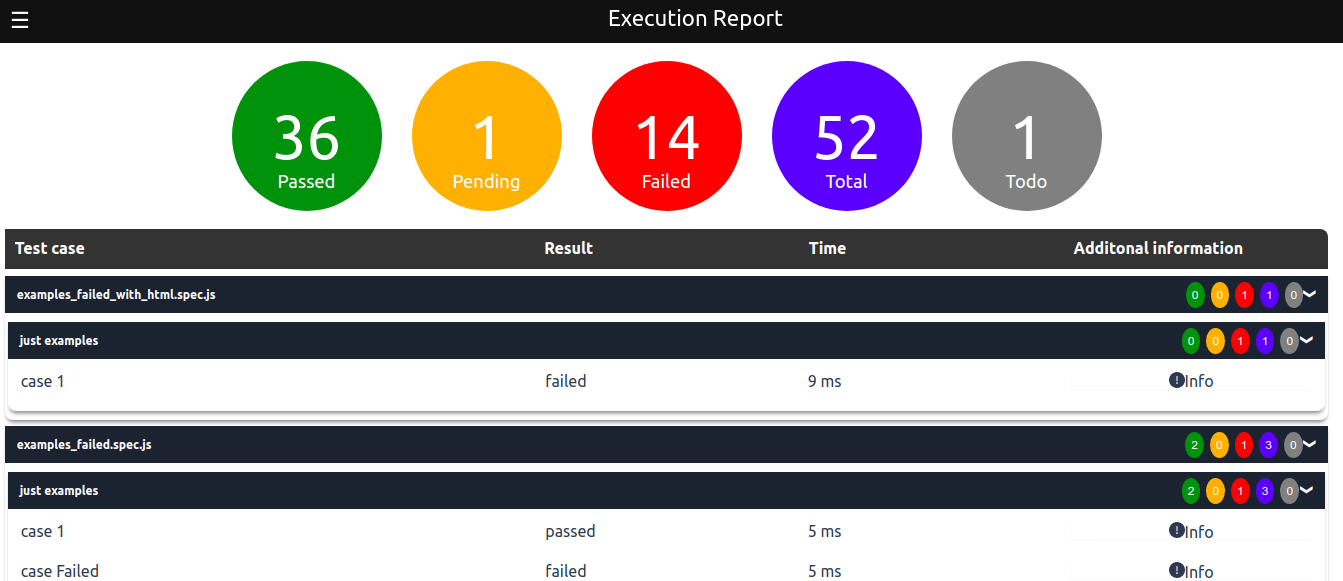 ☰ Execution Report
36 1 14 52 1
Passed Pending Failed Total Todo
Test case Result Time Additonal information
examples_failed_with_html.spec.js 0 0 1 1 0
just examples 0 0 1 1 0
case 1 failed 9 ms Info
examples_failed.spec.js 2 0 1 3 0
just examples 2 0 1 3 0
case 1 passed 5 ms Info
case Failed failed 5 ms Info